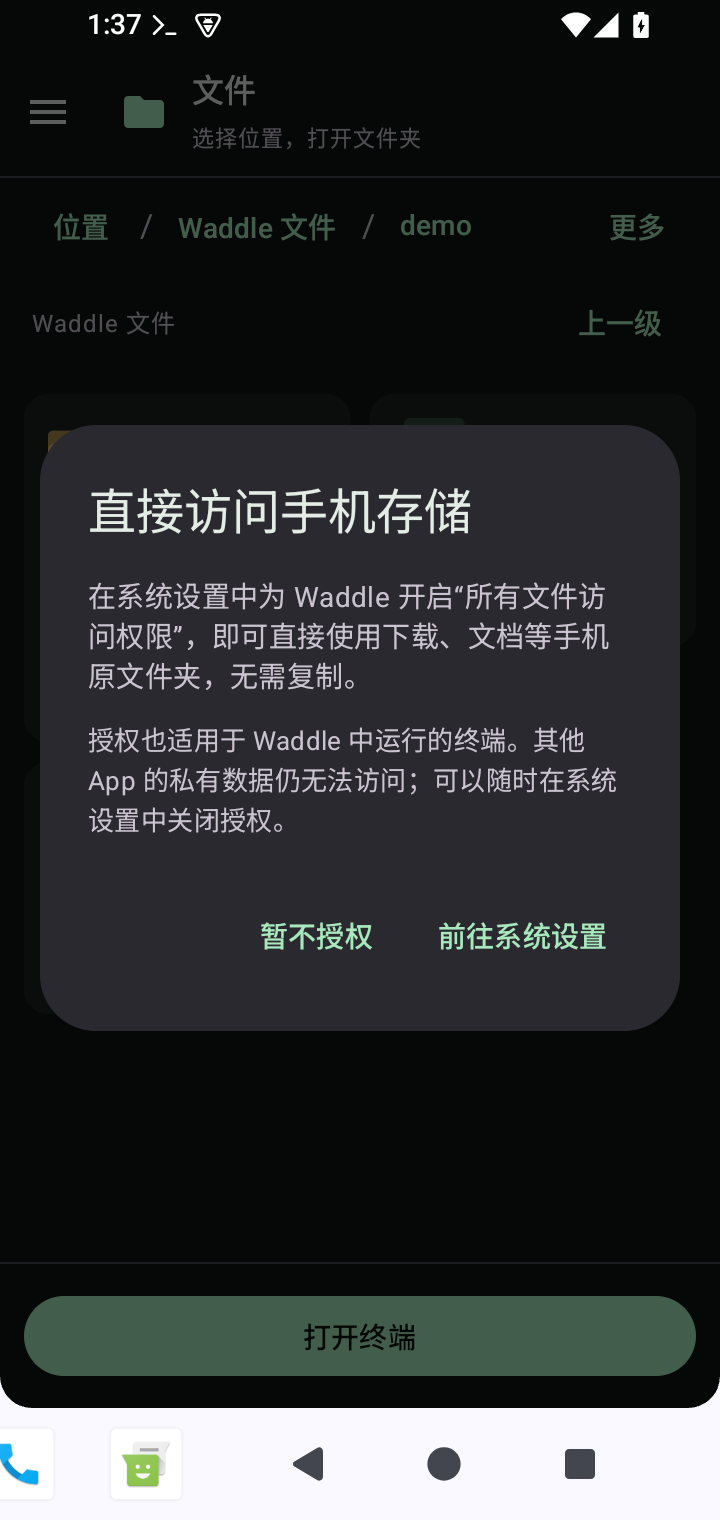 1:37
文件
选择位置，打开文件夹
位置 / Waddle 文件 / demo 更多
Waddle 文件 上一级
直接访问手机存储
在系统设置中为 Waddle 开启“所有文件访
问权限”，即可直接使用下载、文档等手机
原文件夹，无需复制。
授权也适用于 Waddle 中运行的终端。其他
App 的私有数据仍无法访问；可以随时在系统
设置中关闭授权。
暂不授权 前往系统设置
打开终端